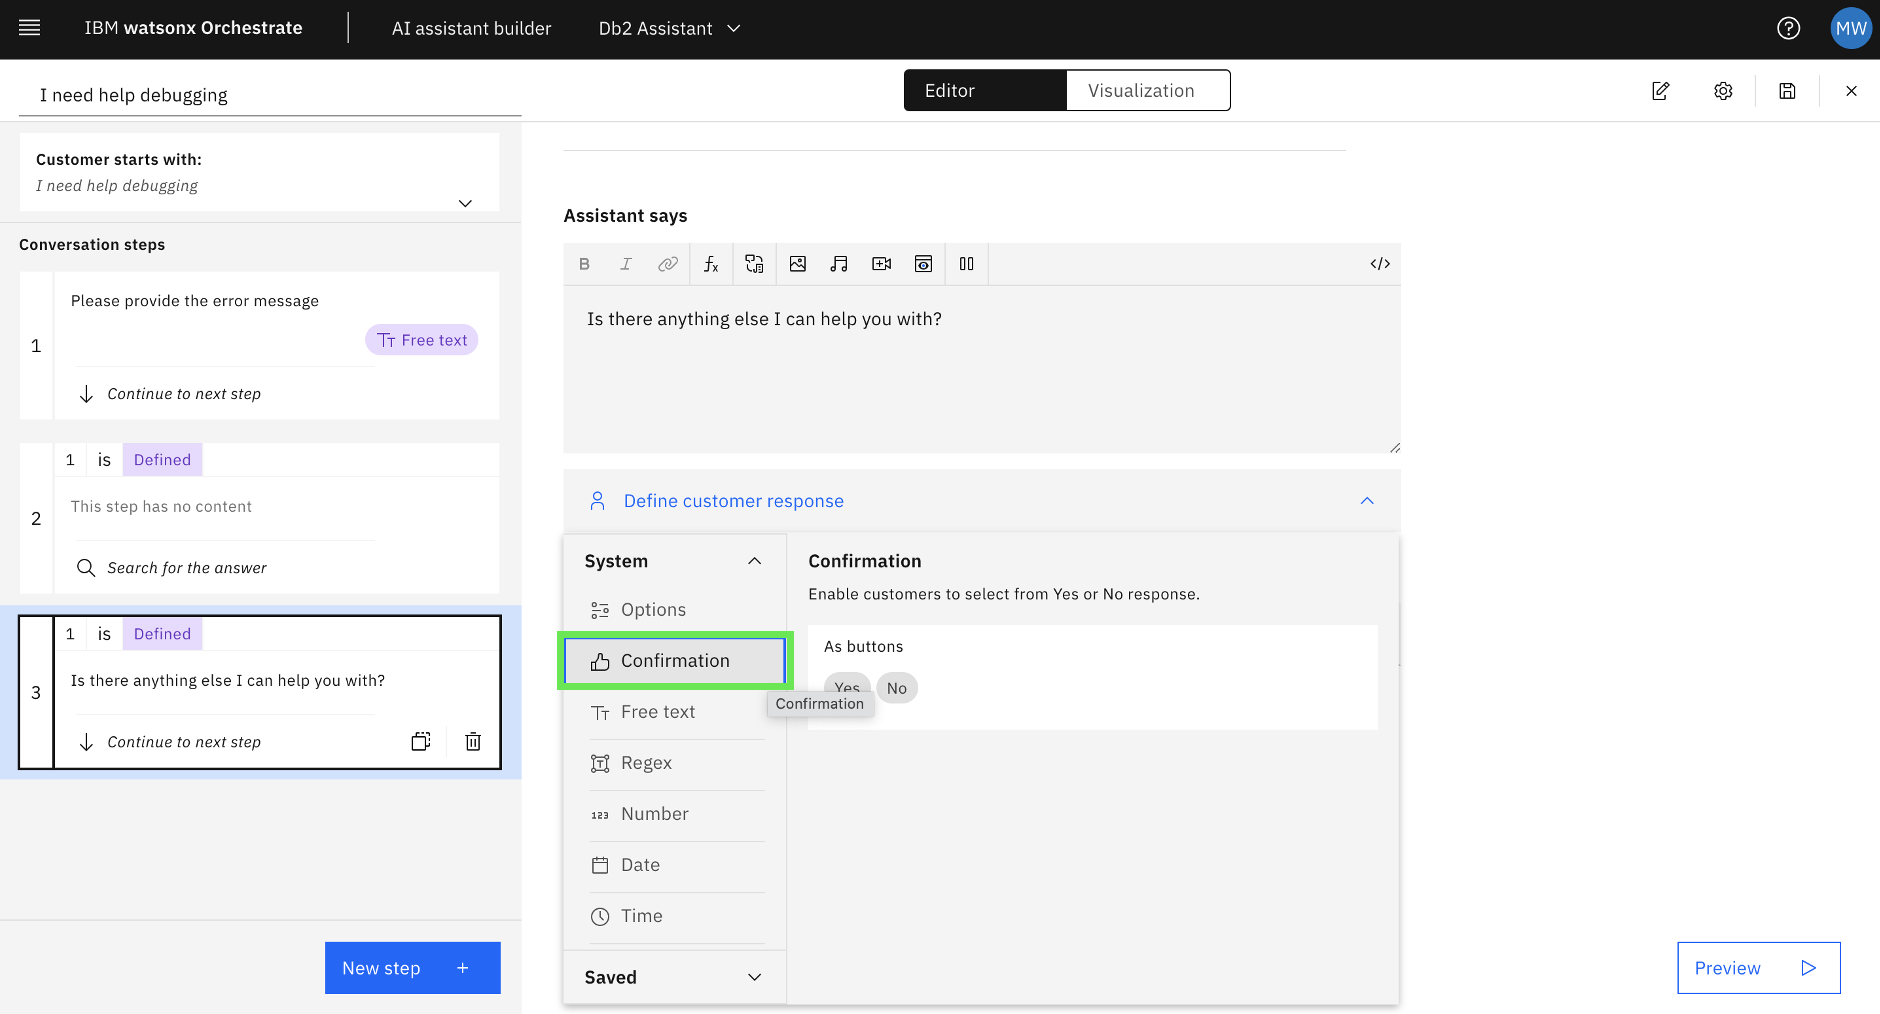 IBM watsonx Orchestrate
AI assistant builder
Db2 Assistant
MW
I need help debugging
Editor
Visualization
Customer starts with:
I need help debugging
Conversation steps
1
Please provide the error message
Free text
Continue to next step
2
1 is Defined
This step has no content
Search for the answer
3
1 is Defined
Is there anything else I can help you with?
Continue to next step
New step +
Assistant says
B I fx </>
Is there anything else I can help you with?
Define customer response
System
Options
Confirmation
Free text
Regex
123 Number
Date
Time
Saved
Confirmation
Enable customers to select from Yes or No response.
As buttons
Yes No
Confirmation
Preview